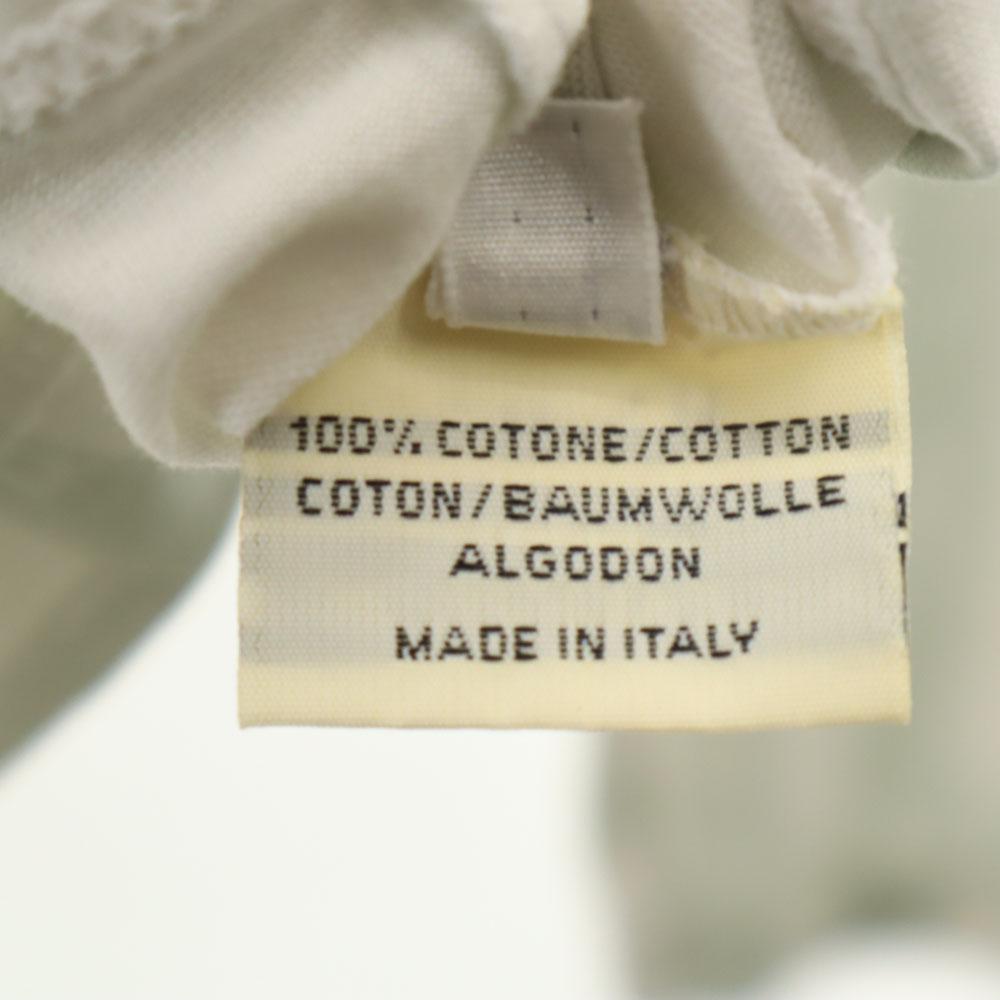 100% COTONE/COTTON
COTON/BAUMWOLLE
ALGODON
MADE IN ITALY